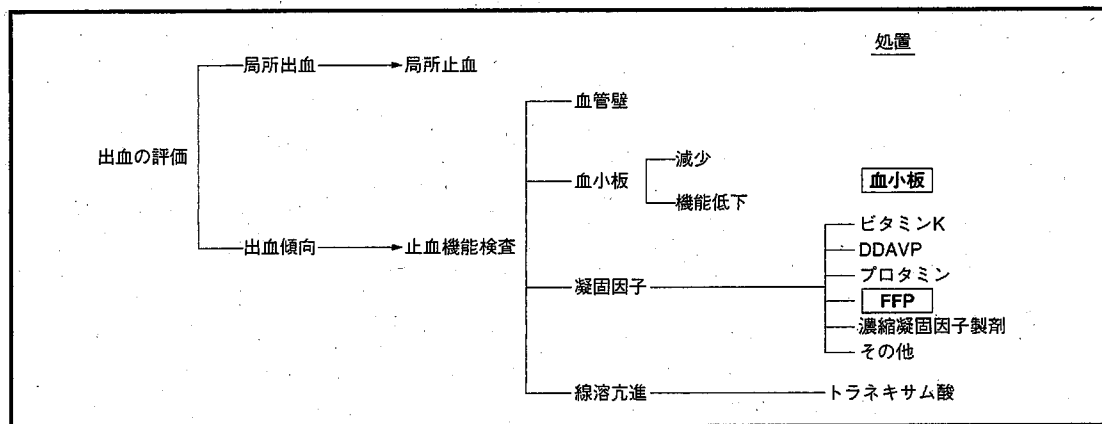 処置
局所出血
局所止血
血管壁
出血の評価
減少
血小板
機能低下
血小板
出血傾向
止血機能検査
ビタミンK
DDAVP
プロタミン
凝固因子
FFP
濃縮凝固因子製剤
その他
線溶亢進
トラネキサム酸